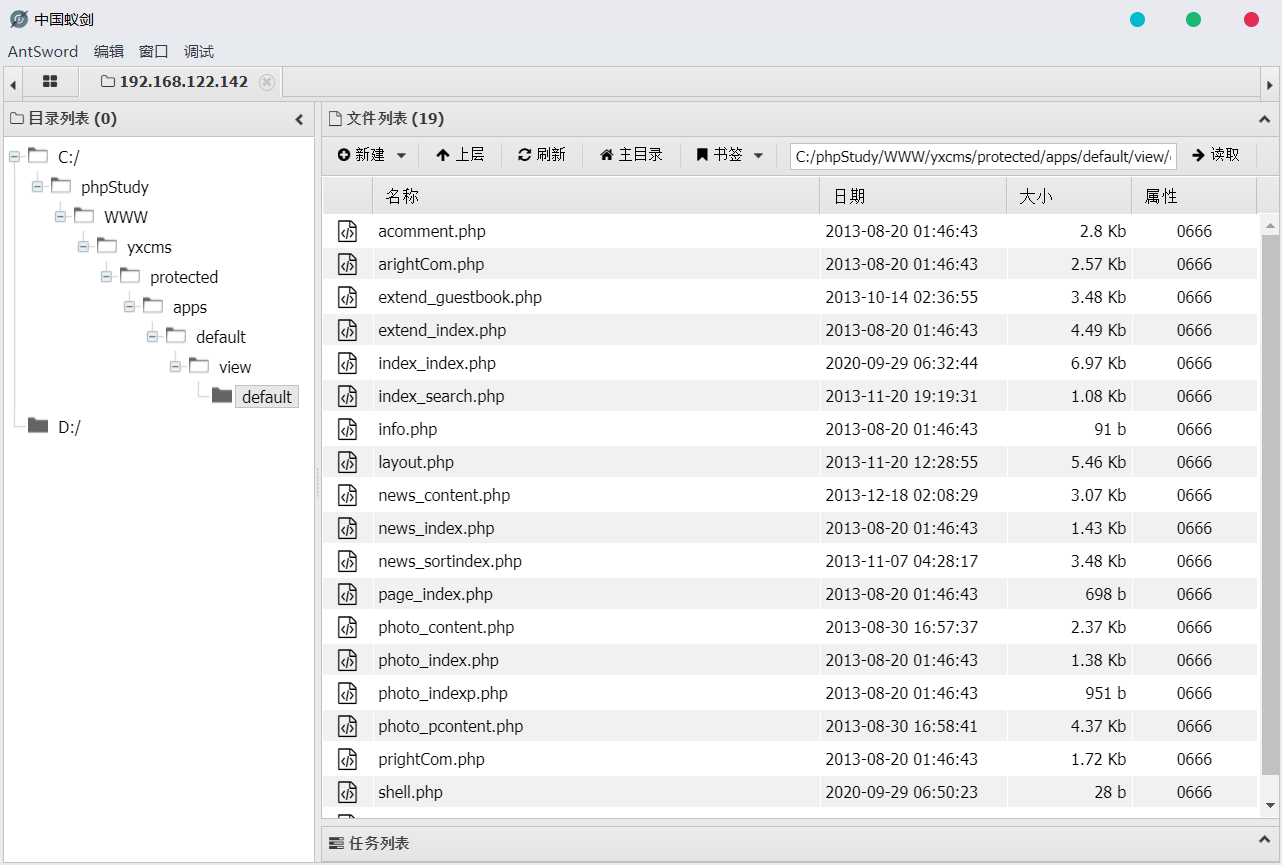 中国蚁剑
AntSword 编辑 窗口 调试
192.168.122.142
目录列表 (0)
C:/
phpStudy
WWW
yxcms
protected
apps
default
view
default
D:/
文件列表 (19)
新建 上层 刷新 主目录 书签 C:/phpStudy/WWW/yxcms/protected/apps/default/view/ 读取
名称 日期 大小 属性
acomment.php 2013-08-20 01:46:43 2.8 Kb 0666
arightCom.php 2013-08-20 01:46:43 2.57 Kb 0666
extend_guestbook.php 2013-10-14 02:36:55 3.48 Kb 0666
extend_index.php 2013-08-20 01:46:43 4.49 Kb 0666
index_index.php 2020-09-29 06:32:44 6.97 Kb 0666
index_search.php 2013-11-20 19:19:31 1.08 Kb 0666
info.php 2013-08-20 01:46:43 91 b 0666
layout.php 2013-11-20 12:28:55 5.46 Kb 0666
news_content.php 2013-12-18 02:08:29 3.07 Kb 0666
news_index.php 2013-08-20 01:46:43 1.43 Kb 0666
news_sortindex.php 2013-11-07 04:28:17 3.48 Kb 0666
page_index.php 2013-08-20 01:46:43 698 b 0666
photo_content.php 2013-08-30 16:57:37 2.37 Kb 0666
photo_index.php 2013-08-20 01:46:43 1.38 Kb 0666
photo_indexp.php 2013-08-20 01:46:43 951 b 0666
photo_pcontent.php 2013-08-30 16:58:41 4.37 Kb 0666
prightCom.php 2013-08-20 01:46:43 1.72 Kb 0666
shell.php 2020-09-29 06:50:23 28 b 0666
任务列表